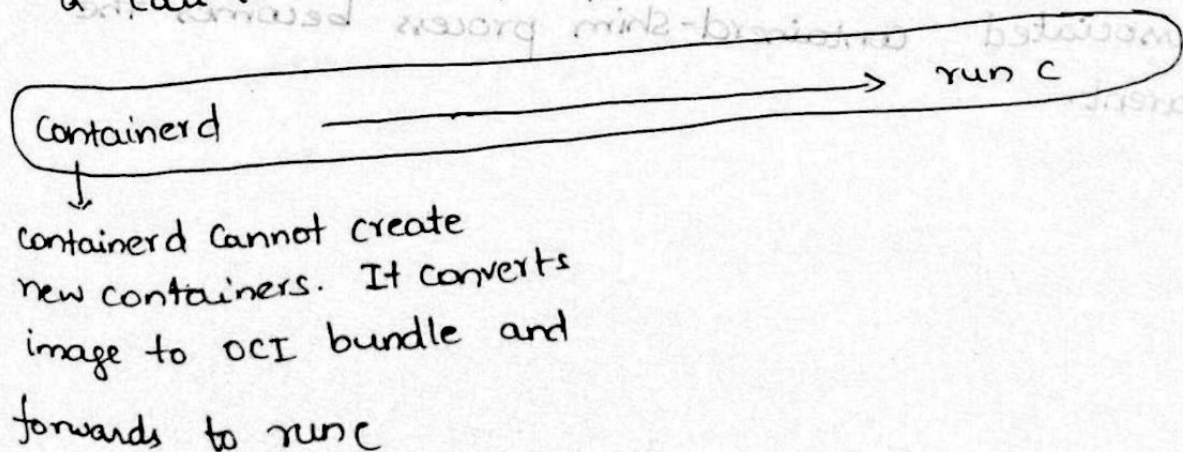 Containerd → run c
↓
containerd Cannot create
new containers. It converts
image to OCI bundle and
forwards to runc